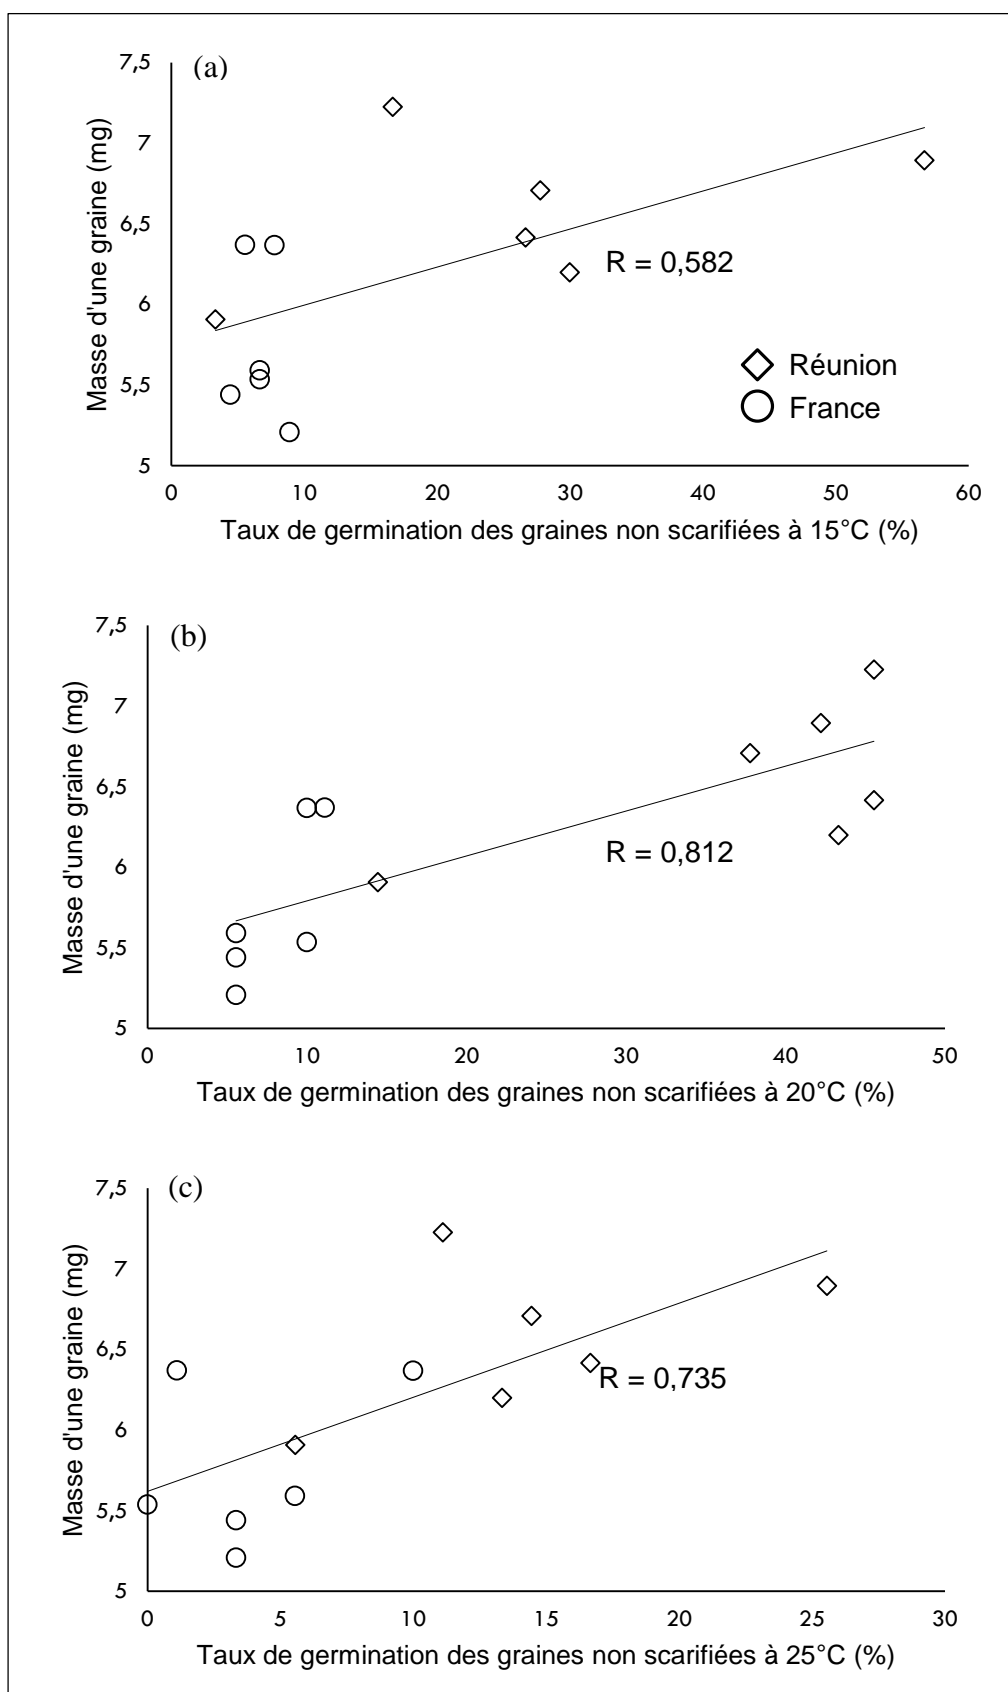 (a)
Masse d'une graine (mg)
7,5
7
6,5
6
5,5
5
R = 0,582
Réunion
France
0 10 20 30 40 50 60
Taux de germination des graines non scarifiées à 15°C (%)
(b)
Masse d'une graine (mg)
7,5
7
6,5
6
5,5
5
R = 0,812
0 10 20 30 40 50
Taux de germination des graines non scarifiées à 20°C (%)
(c)
Masse d'une graine (mg)
7,5
7
6,5
6
5,5
5
R = 0,735
0 5 10 15 20 25 30
Taux de germination des graines non scarifiées à 25°C (%)